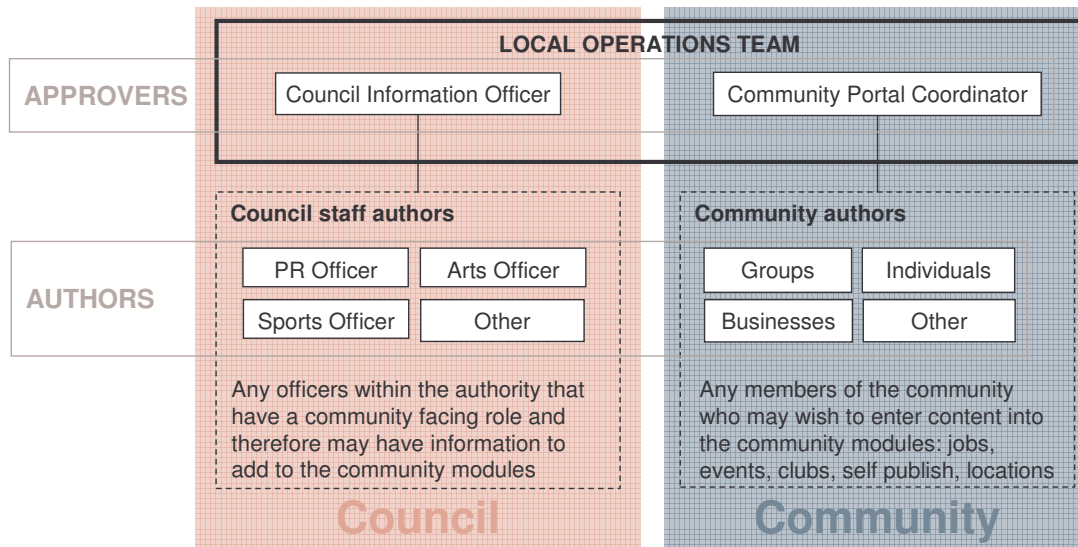 LOCAL OPERATIONS TEAM
APPROVERS
Council Information Officer
Community Portal Coordinator
Council staff authors
Community authors
AUTHORS
PR Officer
Arts Officer
Sports Officer
Other
Groups
Individuals
Businesses
Other
Any officers within the authority that
have a community facing role and
therefore may have information to
add to the community modules
Any members of the community
who may wish to enter content into
the community modules: jobs,
events, clubs, self publish, locations
Council
Community